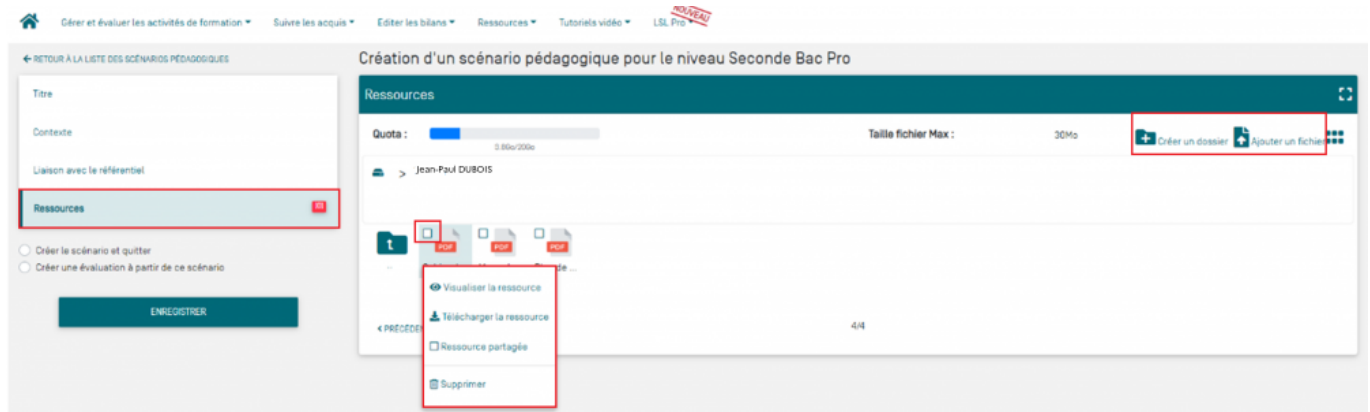 Gérer et évaluer les activités de formation Suivre les acquis Editer les bilans Ressources Tutoriels vidéo LSL Pro NOUVEAU
RETOUR À LA LISTE DES SCÉNARIOS PÉDAGOGIQUES
Création d'un scénario pédagogique pour le niveau Seconde Bac Pro
Titre
Contexte
Liaison avec le référentiel
Ressources
Créer le scénario et quitter
Créer une évaluation à partir de ce scénario
ENREGISTRER
Ressources
Quota :
3.8Go/20Go
Taille fichier Max :
30Mo
Créer un dossier
Ajouter un fichier
> Jean-Paul DUBOIS
t
PDF PDF PDF
..
Visualiser la ressource
Télécharger la ressource
Ressource partagée
Supprimer
4/4